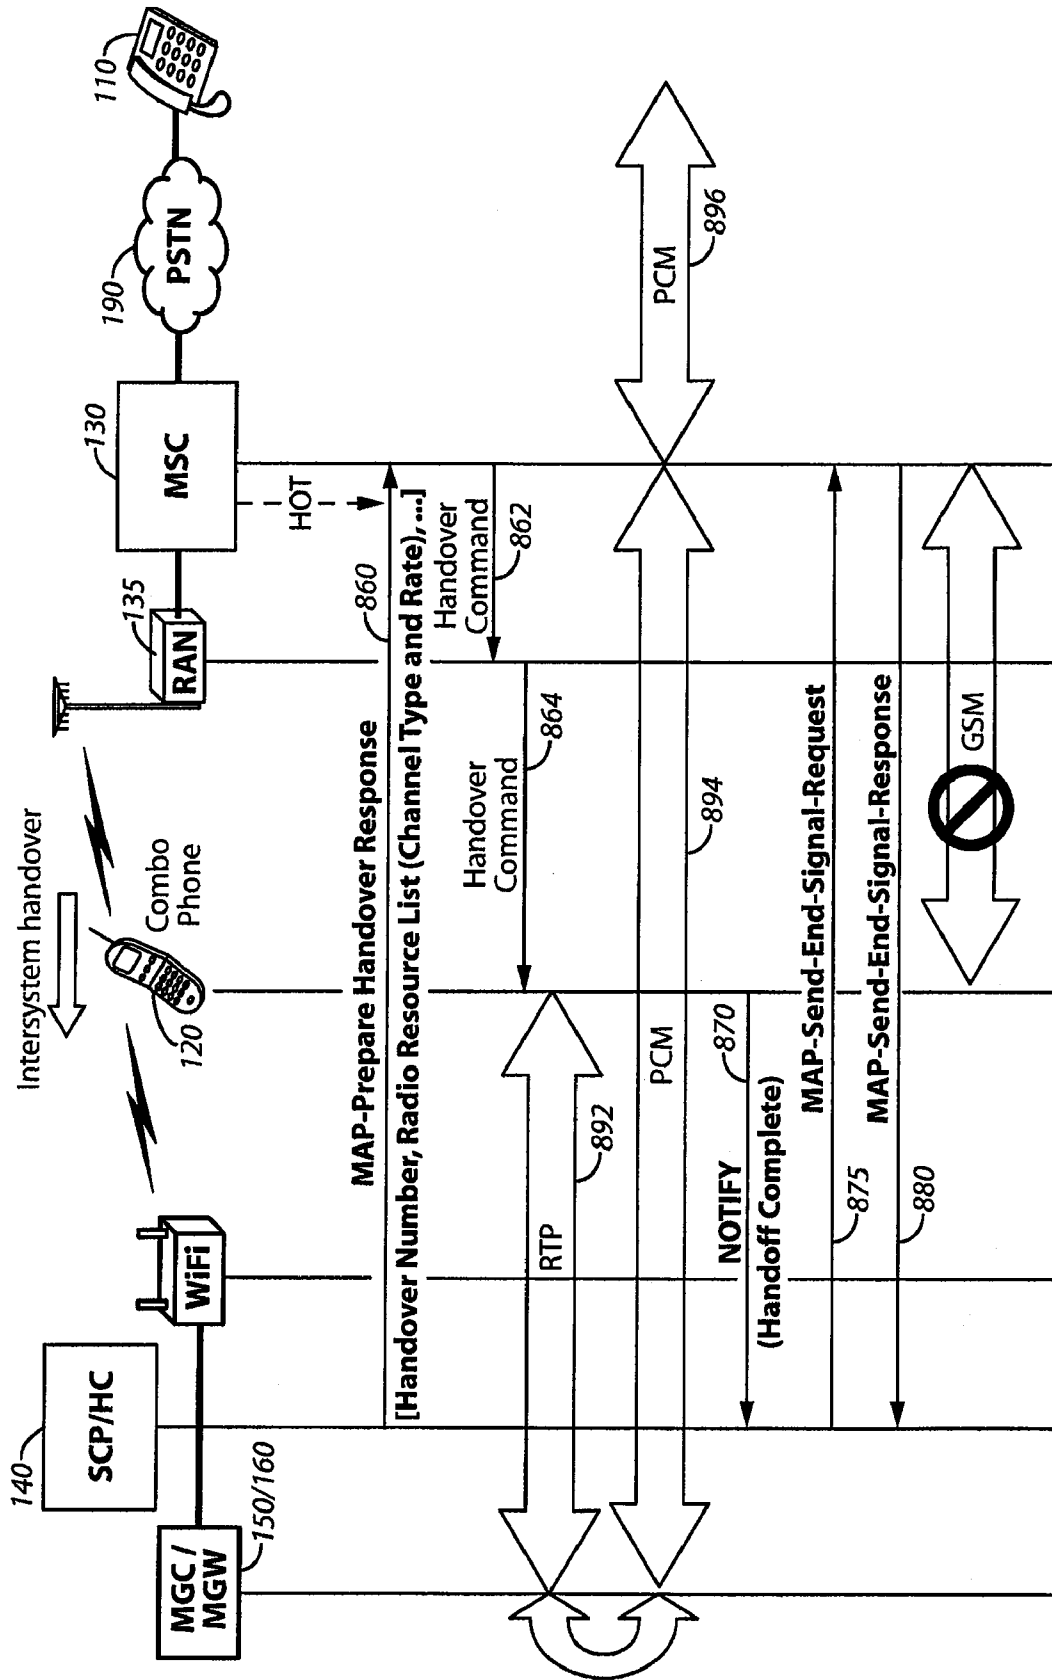 Intersystem handover
140
SCP/HC
MGC /
MGW
150/160
WiFi
120
Combo
Phone
RAN
135
MSC
130
HOT
PSTN
190
110
MAP-Prepare Handover Response
860
[Handover Number, Radio Resource List (Channel Type and Rate), ...]
Handover
Command
862
Handover
Command
864
RTP
892
PCM
894
PCM
896
NOTIFY
(Handoff Complete)
870
MAP-Send-End-Signal-Request
875
MAP-Send-End-Signal-Response
880
GSM